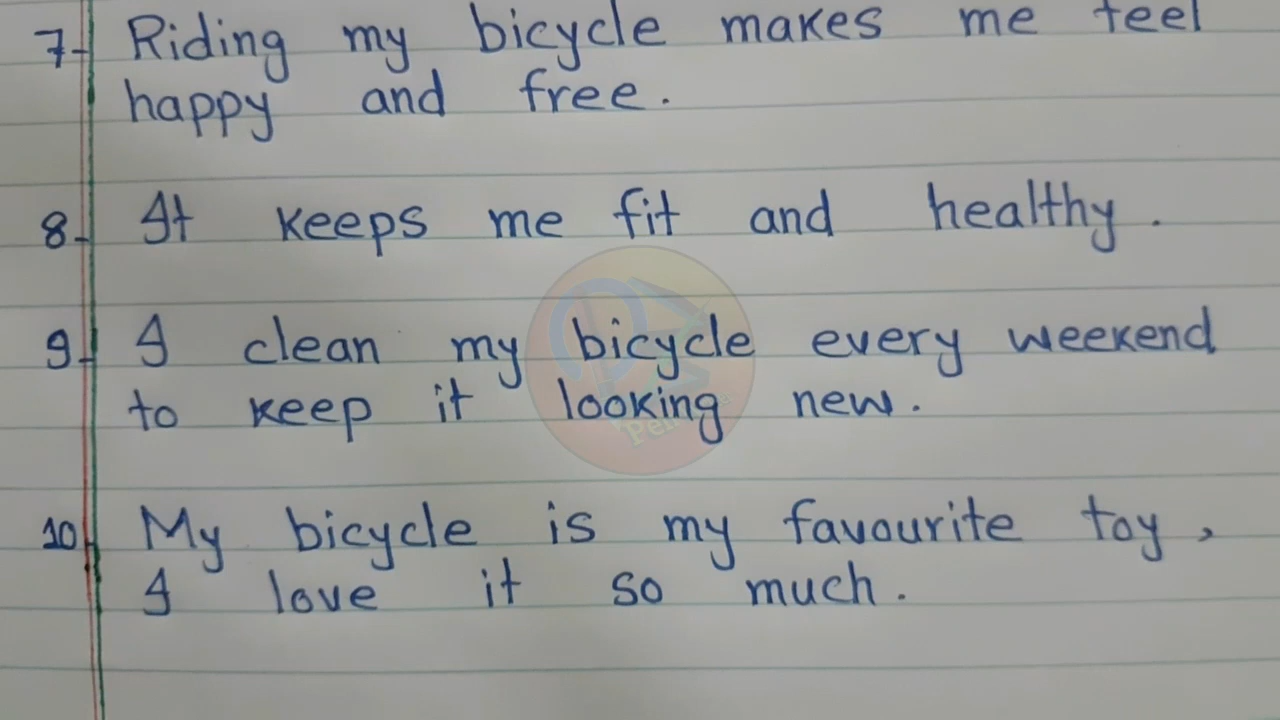 7- Riding my bicycle makes me feel
happy and free.
8- It keeps me fit and healthy.
9- I clean my bicycle every weekend
to keep it looking new.
10- My bicycle is my favourite toy,
I love it so much.